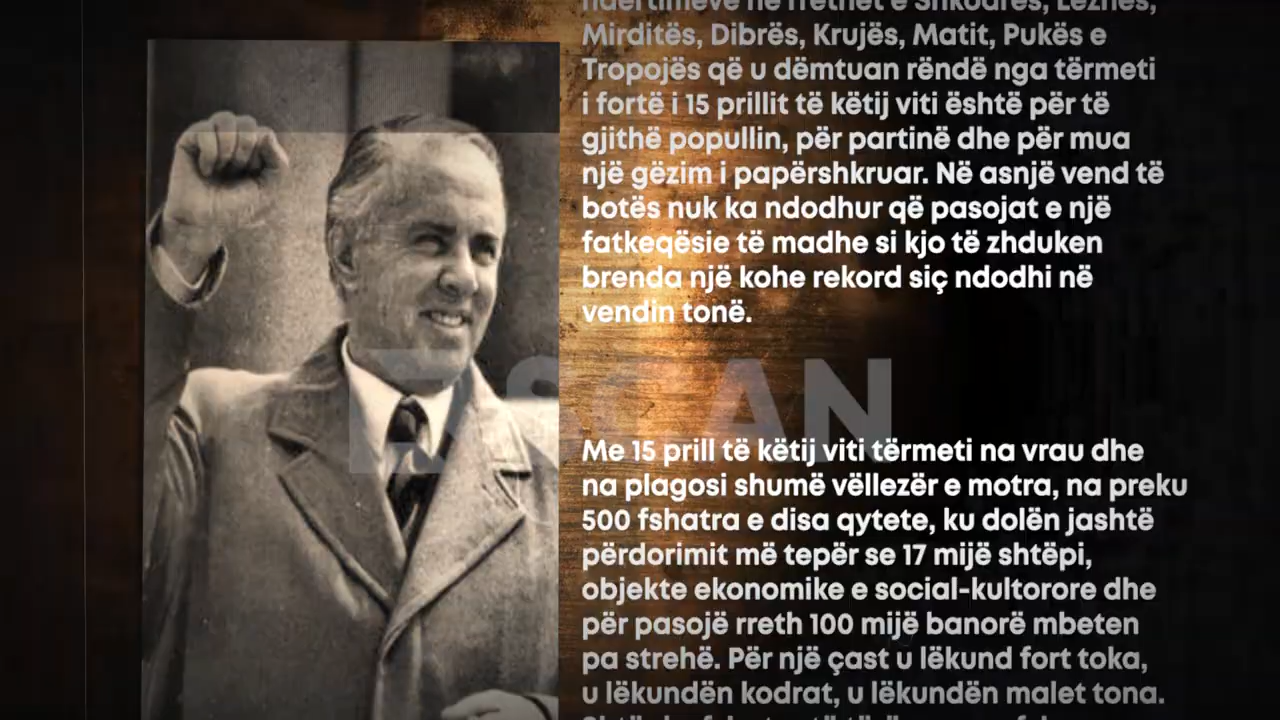 ndërtimeve në rrethet e Shkodrës, Lezhës,
Mirditës, Dibrës, Krujës, Matit, Pukës e
Tropojës që u dëmtuan rëndë nga tërmeti
i fortë i 15 prillit të këtij viti është për të
gjithë popullin, për partinë dhe për mua
një gëzim i papërshkruar. Në asnjë vend të
botës nuk ka ndodhur që pasojat e një
fatkeqësie të madhe si kjo të zhduken
brenda një kohe rekord siç ndodhi në
vendin tonë.
Me 15 prill të këtij viti tërmeti na vrau dhe
na plagosi shumë vëllezër e motra, na preku
500 fshatra e disa qytete, ku dolën jashtë
përdorimit më tepër se 17 mijë shtëpi,
objekte ekonomike e social-kultorore dhe
për pasojë rreth 100 mijë banorë mbeten
pa strehë. Për një çast u lëkund fort toka,
u lëkundën kodrat, u lëkundën malet tona.